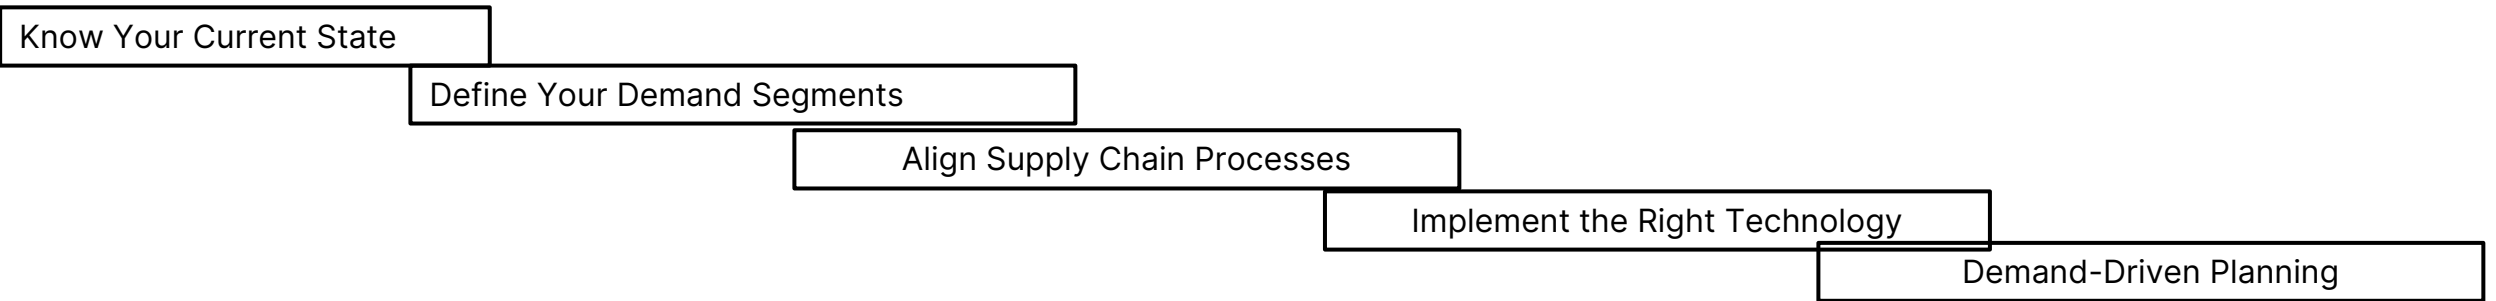 Know Your Current State
Define Your Demand Segments
Align Supply Chain Processes
Implement the Right Technology
Demand-Driven Planning